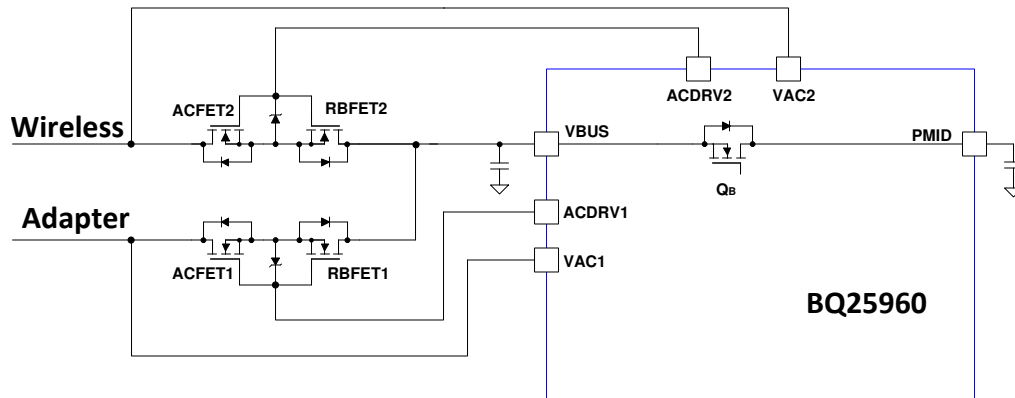 ACDRV2
VAC2
ACFET2
RBFET2
Wireless
VBUS
PMID
QB
Adapter
ACDRV1
ACFET1
RBFET1
VAC1
BQ25960